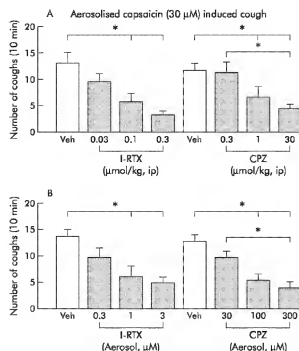 A Aerosolised capsaicin (30 μM) induced cough
Number of coughs (10 min)
20
15
10
5
0
* * *
Veh 0.03 0.1 0.3 Veh 0.3 1 30
I-RTX CPZ
(μmol/kg, ip) (μmol/kg, ip)
B
Number of coughs (10 min)
20
15
10
5
0
* * *
Veh 0.3 1 3 Veh 30 100 300
I-RTX CPZ
(Aerosol, μM) (Aerosol, μM)